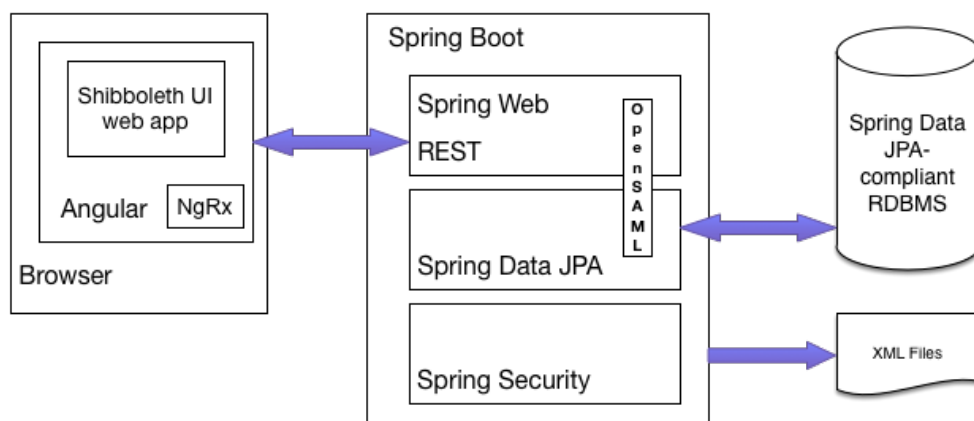 Shibboleth UI
web app
Angular
NgRx
Browser
Spring Boot
Spring Web
REST
OpenSAML
Spring Data JPA
Spring Security
Spring Data
JPA-
compliant
RDBMS
XML Files